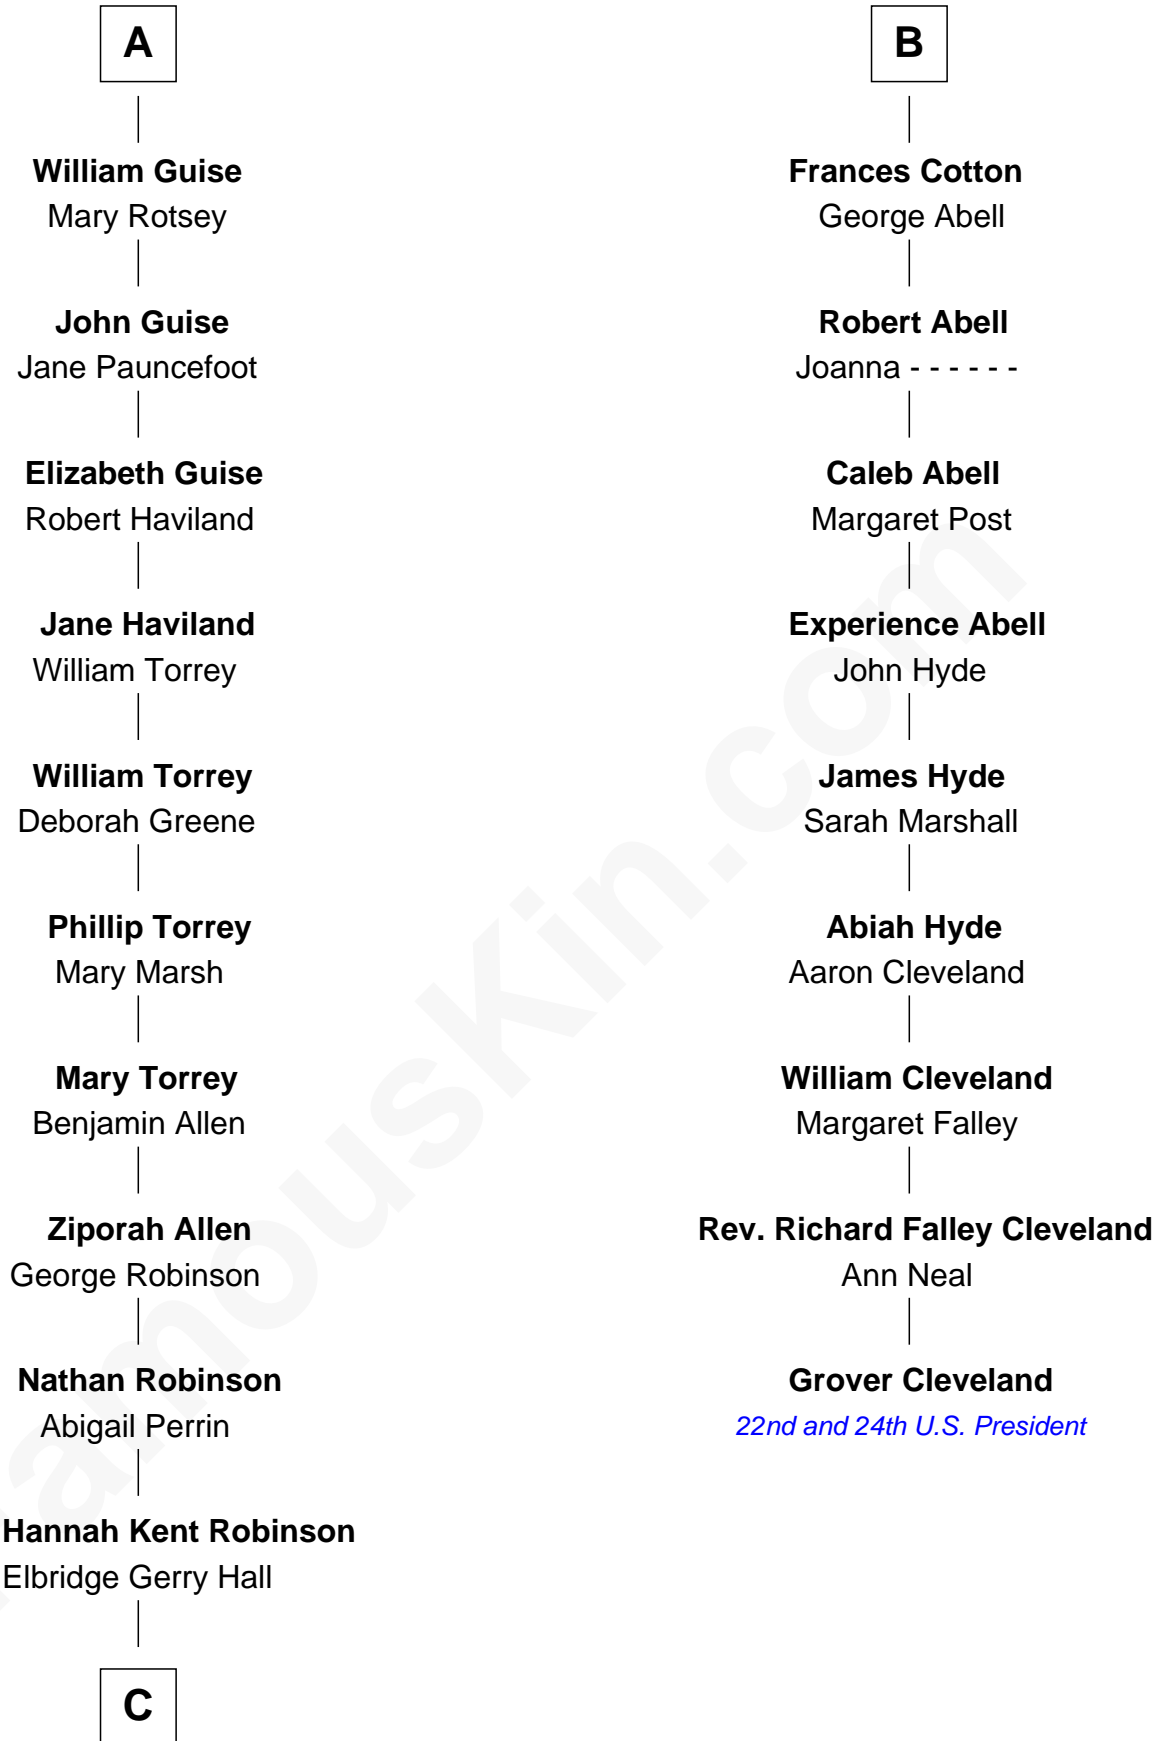 A
William Guise
Mary Rotsey
John Guise
Jane Pauncefoot
Elizabeth Guise
Robert Haviland
Jane Haviland
William Torrey
William Torrey
Deborah Greene
Phillip Torrey
Mary Marsh
Mary Torrey
Benjamin Allen
Ziporah Allen
George Robinson
Nathan Robinson
Abigail Perrin
Hannah Kent Robinson
Elbridge Gerry Hall
C
B
Frances Cotton
George Abell
Robert Abell
Joanna - - - - - -
Caleb Abell
Margaret Post
Experience Abell
John Hyde
James Hyde
Sarah Marshall
Abiah Hyde
Aaron Cleveland
William Cleveland
Margaret Falley
Rev. Richard Falley Cleveland
Ann Neal
Grover Cleveland
22nd and 24th U.S. President
FamousKin.com